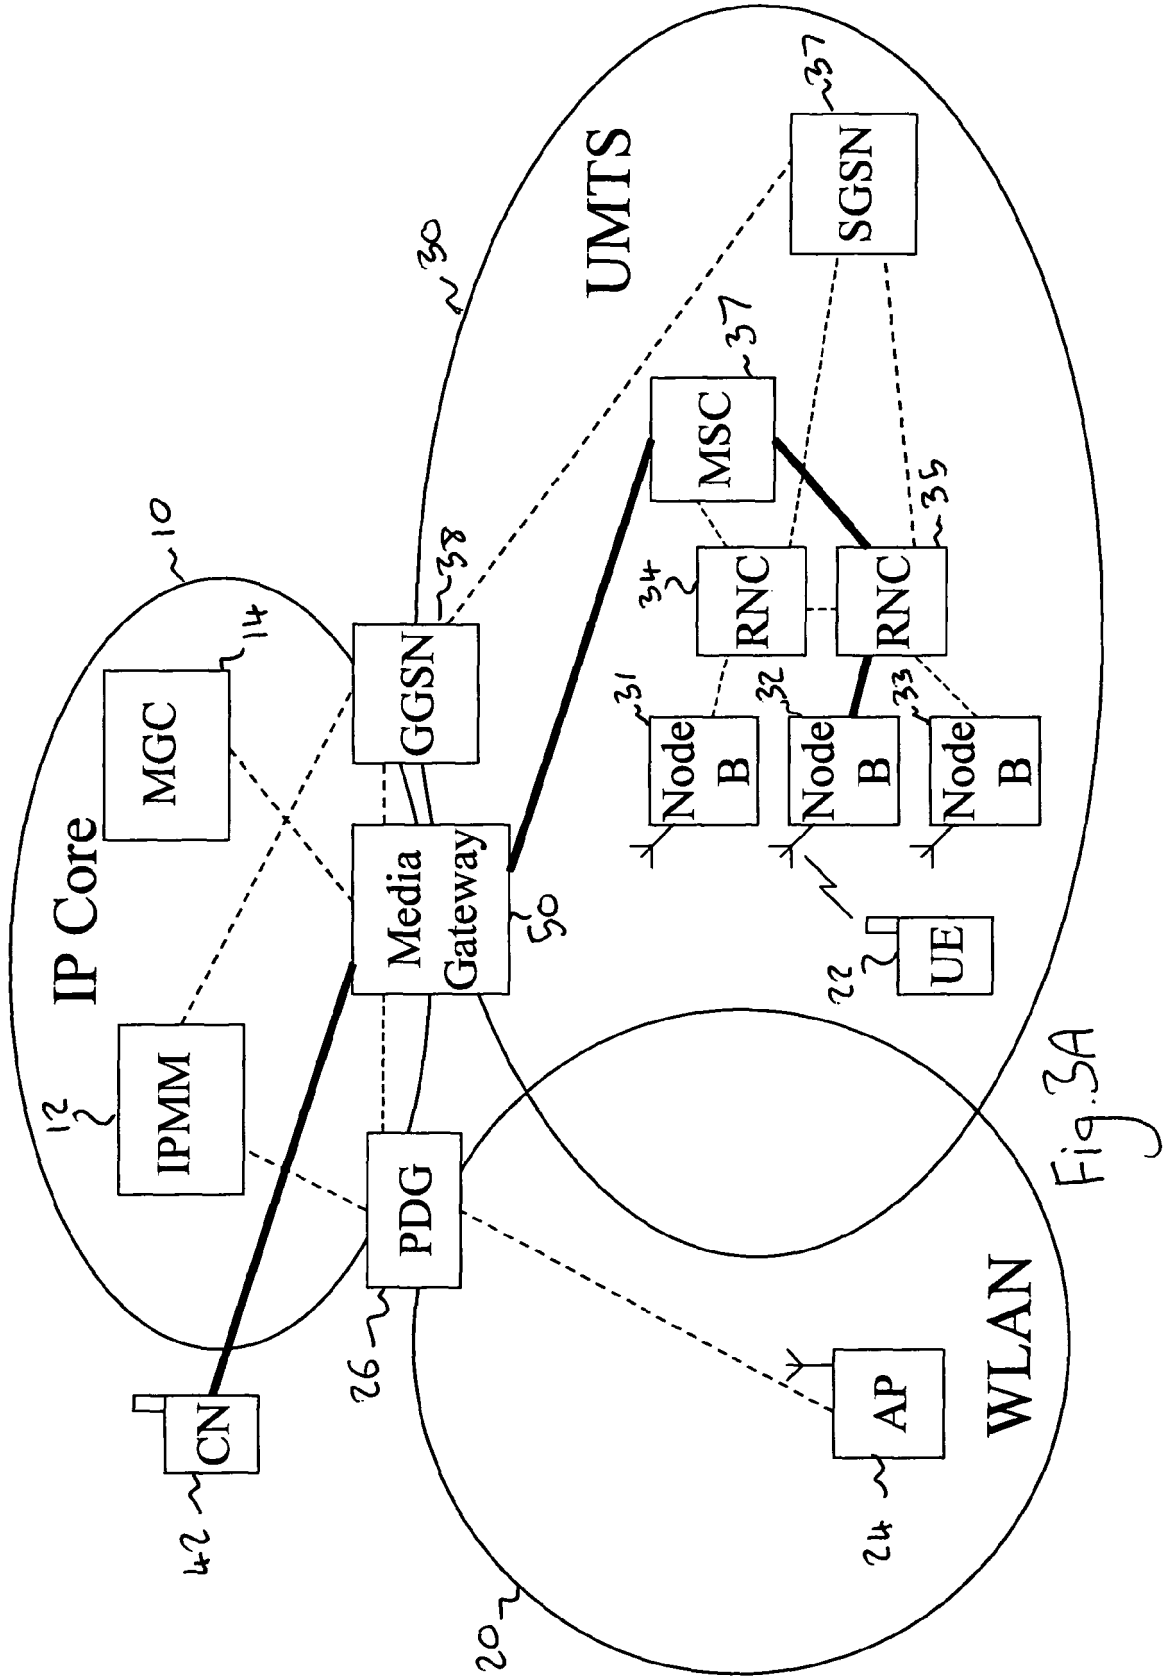 42
CN
IP Core
10
12
IPMM
MGC
14
26
PDG
Media
Gateway
50
GGSN
38
30
UMTS
20
WLAN
24
AP
22
UE
Node
B
31
Node
B
32
Node
B
33
34
RNC
RNC
35
MSC
37
SGSN
37
Fig. 3A